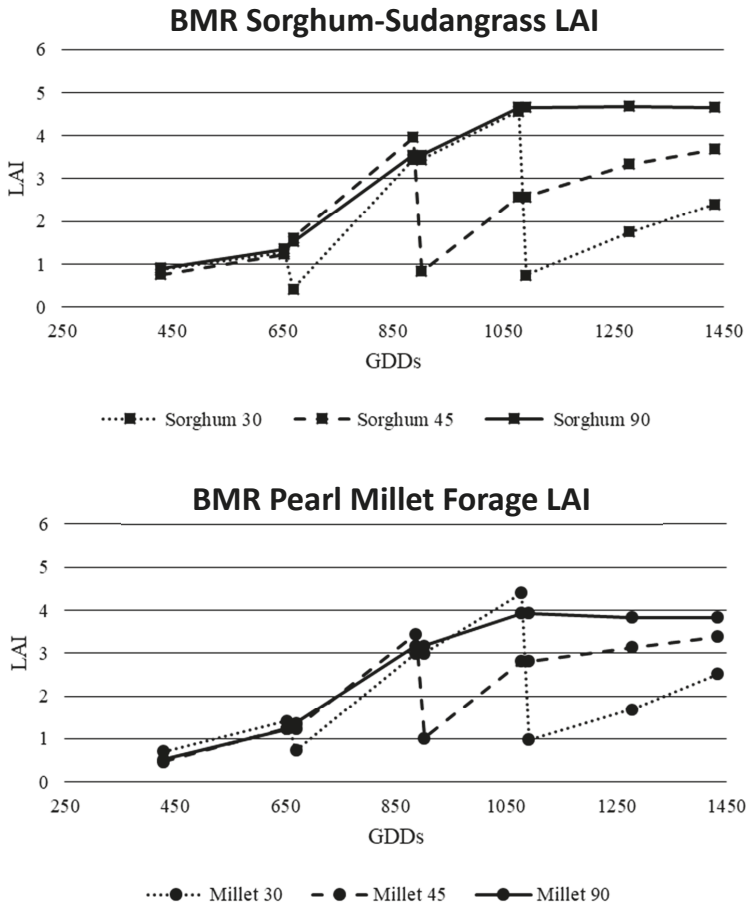 BMR Sorghum-Sudangrass LAI
6
5
4
3
2
1
0
LAI
250 450 650 850 1050 1250 1450
GDDs
Sorghum 30 Sorghum 45 Sorghum 90
BMR Pearl Millet Forage LAI
6
5
4
3
2
1
0
LAI
250 450 650 850 1050 1250 1450
GDDs
Millet 30 Millet 45 Millet 90